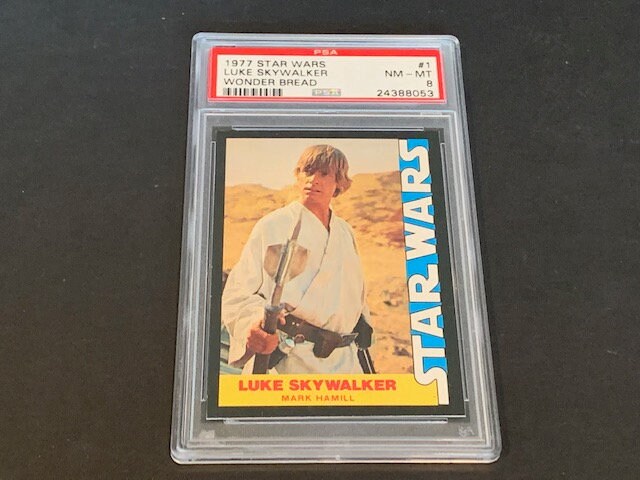 PSA
1977 STAR WARS #1
LUKE SKYWALKER NM - MT
WONDER BREAD 8
PSA 24388053
STAR WARS
LUKE SKYWALKER
MARK HAMILL